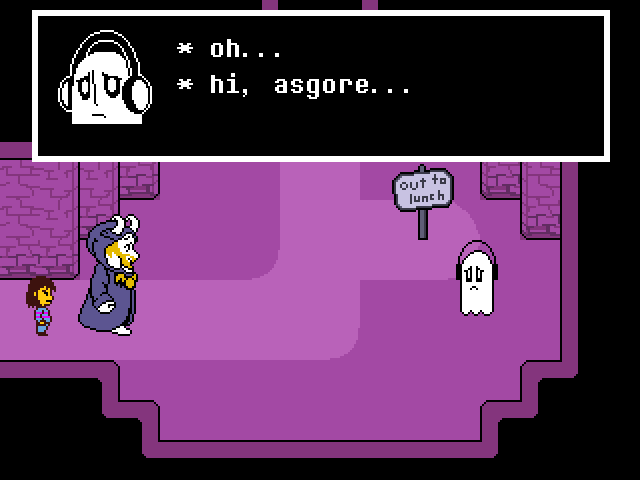 * oh...
* hi, asgore...
out to
lunch